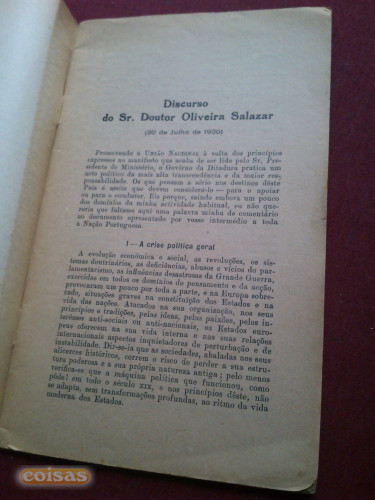 Discurso
do Sr. Doutor Oliveira Salazar
(30 de Julho de 1930)
Promovendo a UNIÃO NACIONAL à volta dos princípios
expressos no manifesto que acaba de ser lido pelo Sr. Pre-
sidente do Ministério, o Govêrno da Ditadura pratica um
acto político da mais alta transcendência e da maior res-
ponsabilidade. Os que pensam a sério nos destinos dêste
País é assim que devem considerá-lo — para o apoiar
ou para o combater. Eis porque, saindo embora um pouco
dos domínios da minha actividade habitual, eu não que-
reria que faltasse aqui uma palavra minha de comentário
ao documento apresentado por vosso intermédio a toda
a Nação Portuguesa.
I — A crise política geral
A evolução económica e social, as revoluções, os sis-
temas doutrinários, as deficiências, abusos e vícios do par-
lamentarismo, as influências desastrosas da Grande Guerra,
exercidas em todos os domínios do pensamento e da acção,
provocaram um pouco por toda a parte, e na Europa sobre-
tudo, situações graves na constituição dos Estados e na
vida das nações. Atacados na sua organização, nos seus
princípios e tradições, pelas ideas, pelas paixões, pelos in-
terêsses anti-sociais ou anti-nacionais, os Estados euro-
peus oferecem na sua vida interna e nas suas relações
internacionais aspectos inquietadores de perturbação e de
instabilidade. Dir-se-ia que as sociedades, abaladas nos seus
alicerces históricos, correm o risco de perder a sua estru-
tura poderosa e a sua própria natureza antiga; pelo menos
verifica-se que a máquina política que funcionou, como
pôde! em todo o século XIX, e nos princípios dêste, não
se adapta, sem transformações profundas, ao ritmo da vida
moderna dos Estados.
coisas